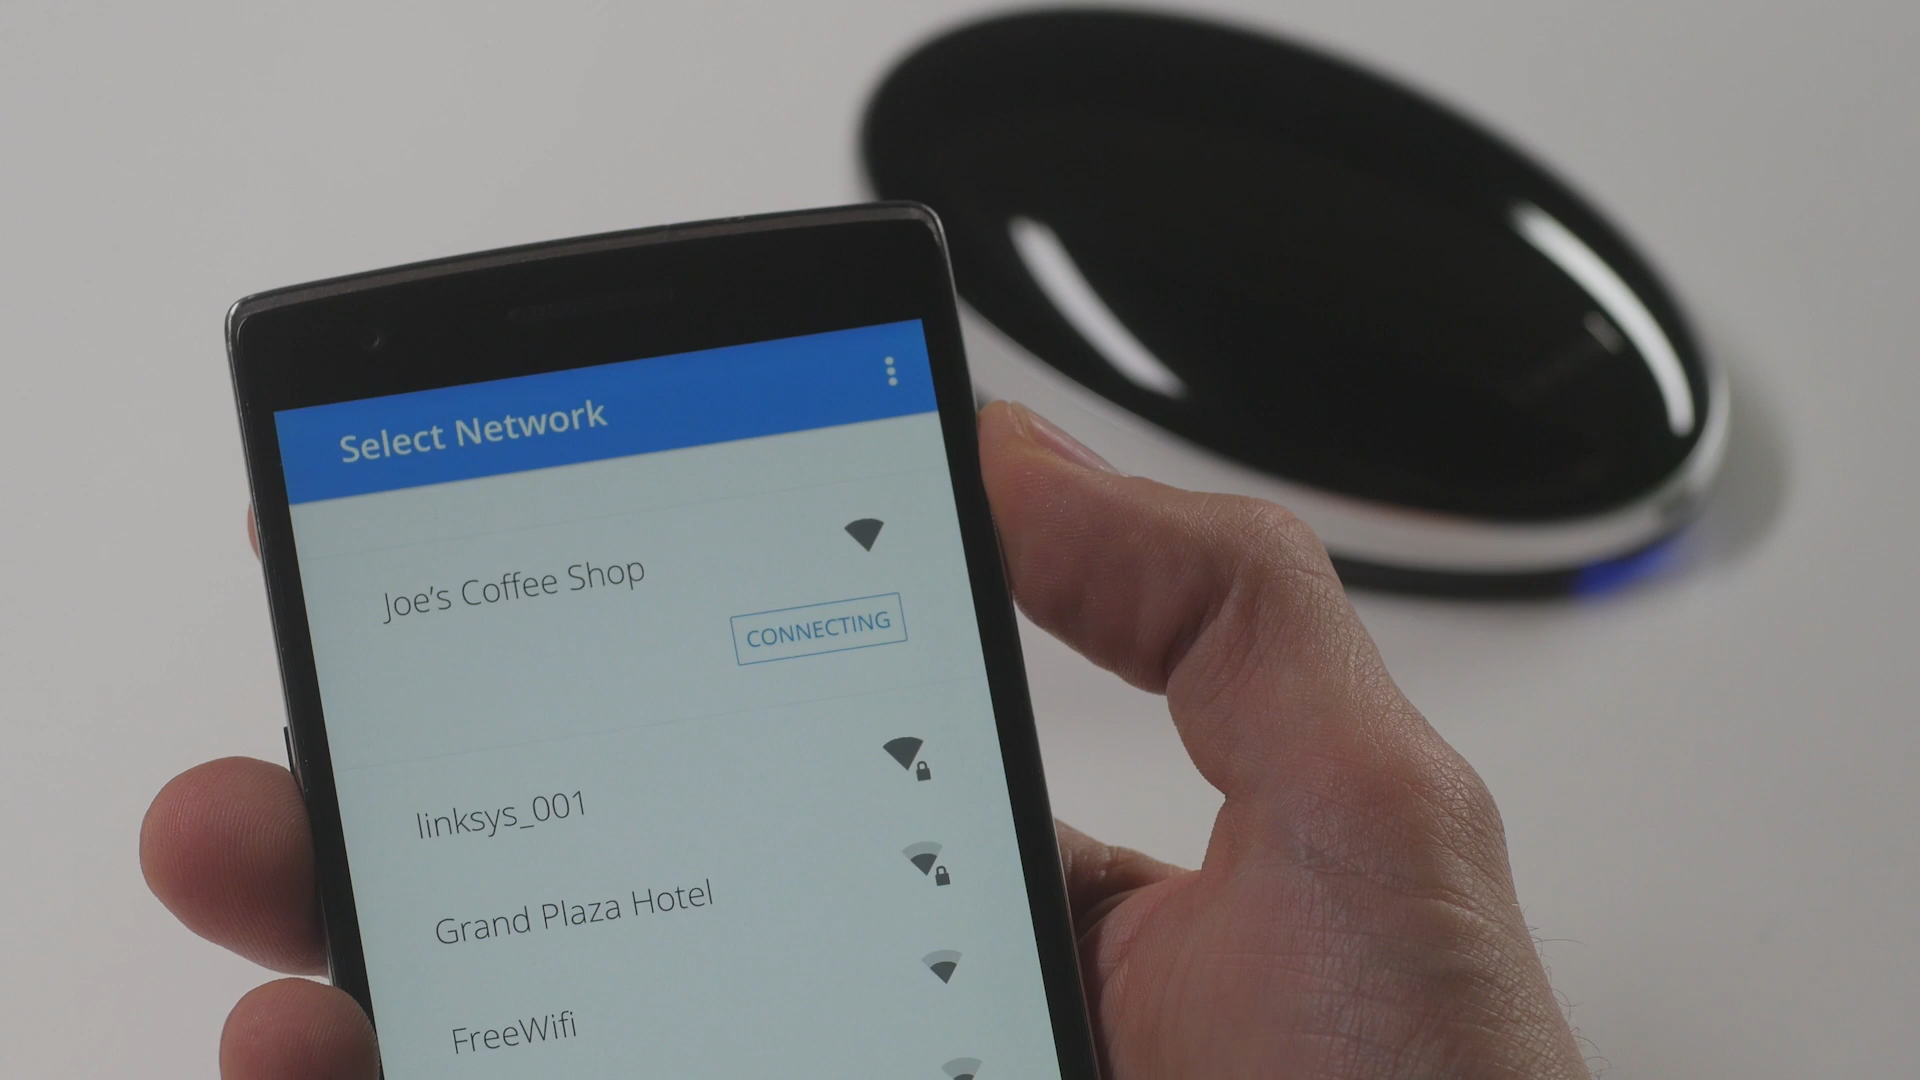 Select Network
Joe's Coffee Shop
CONNECTING
linksys_001
Grand Plaza Hotel
FreeWifi